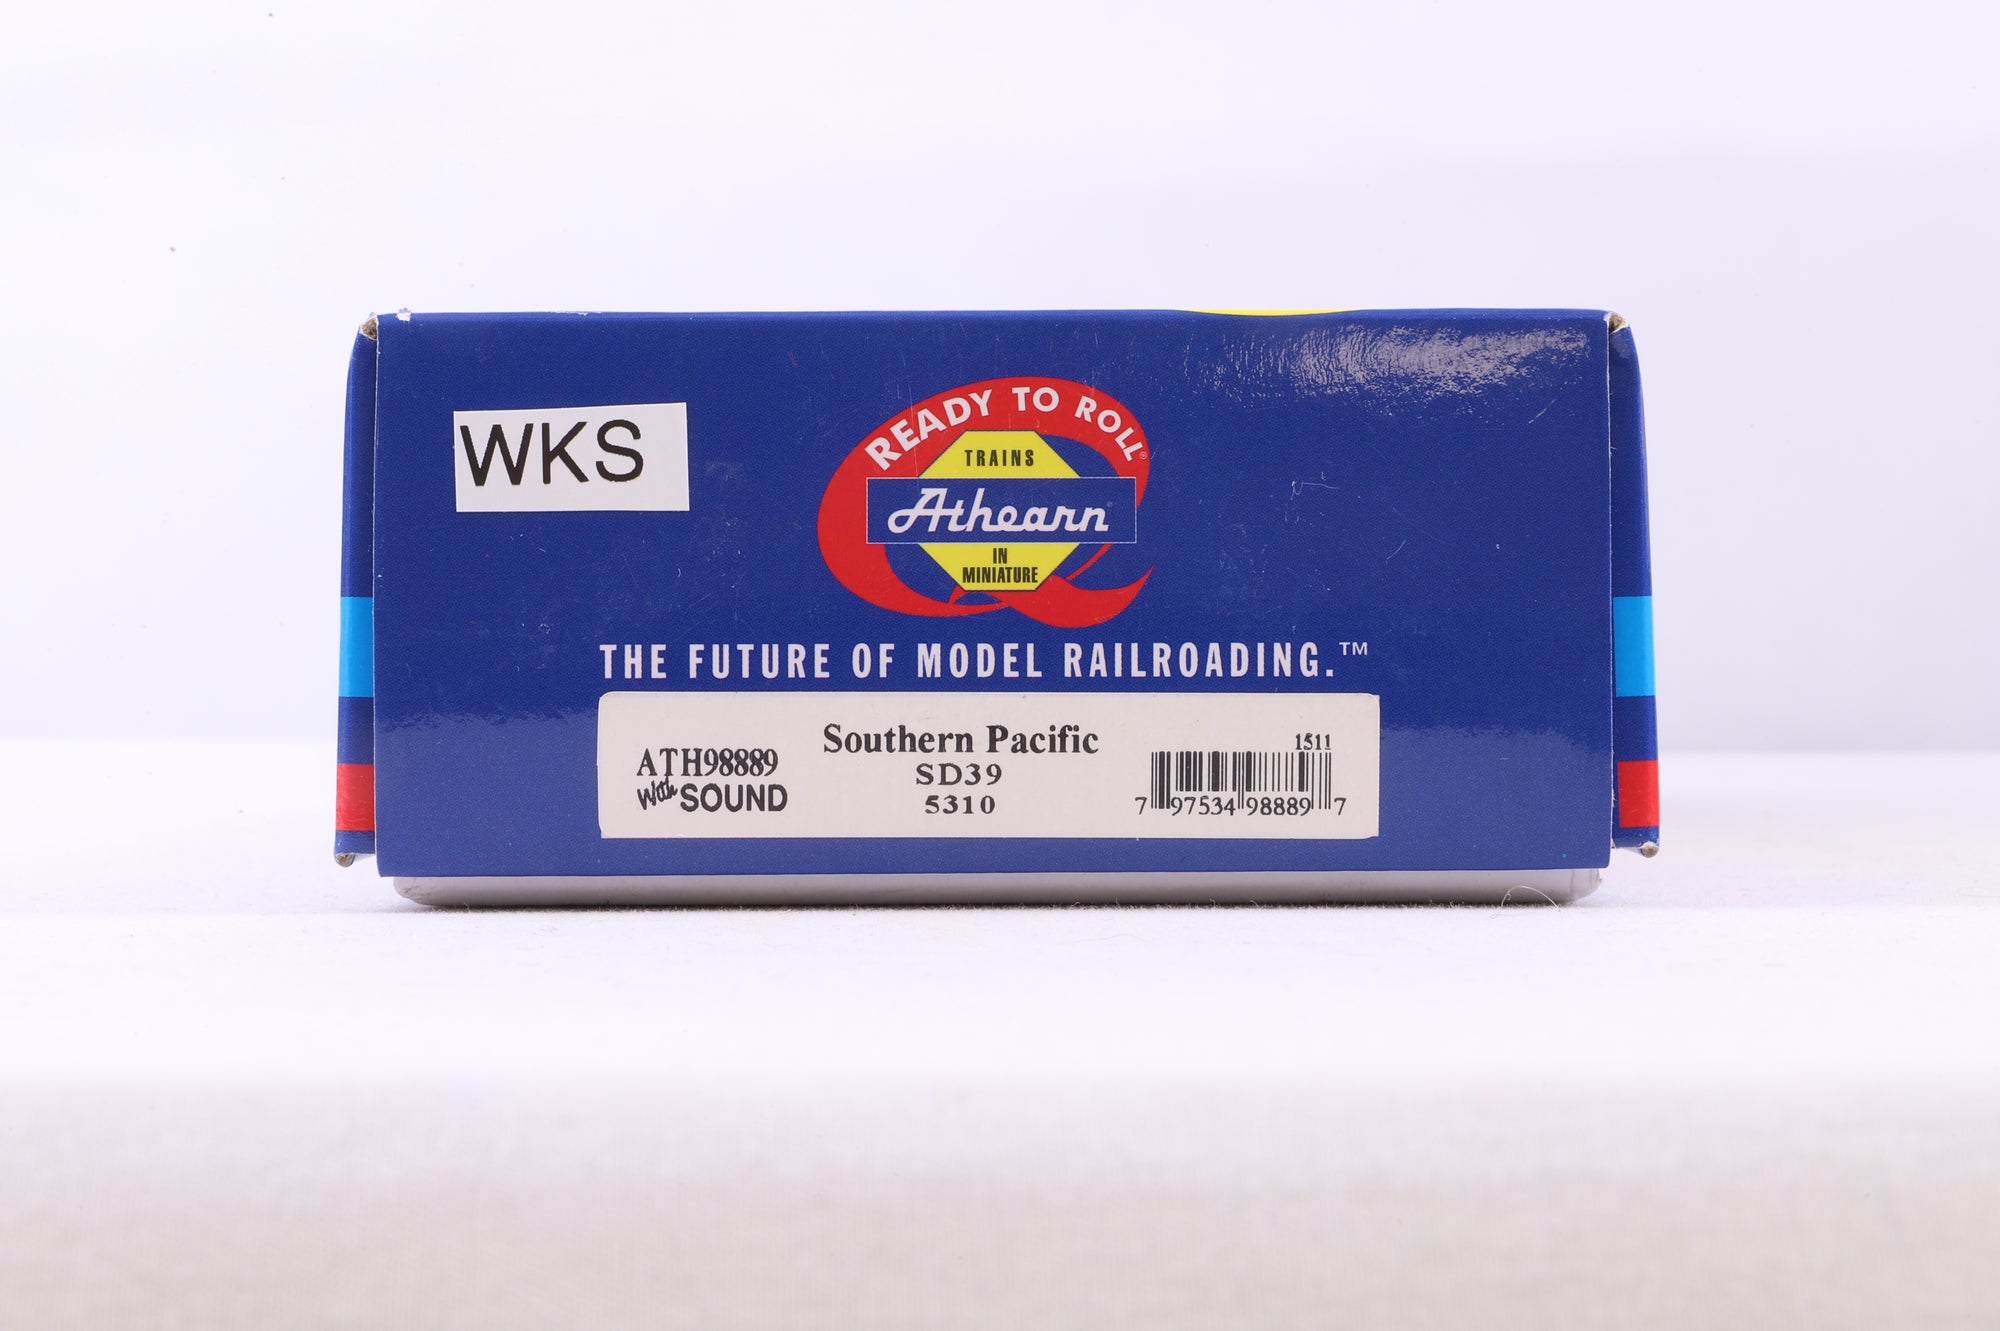 WKS
READY TO ROLL®
TRAINS
Athearn
IN
MINIATURE
THE FUTURE OF MODEL RAILROADING.™
ATH98889
With SOUND
Southern Pacific
SD39
5310
1511
7 97534 98889 7